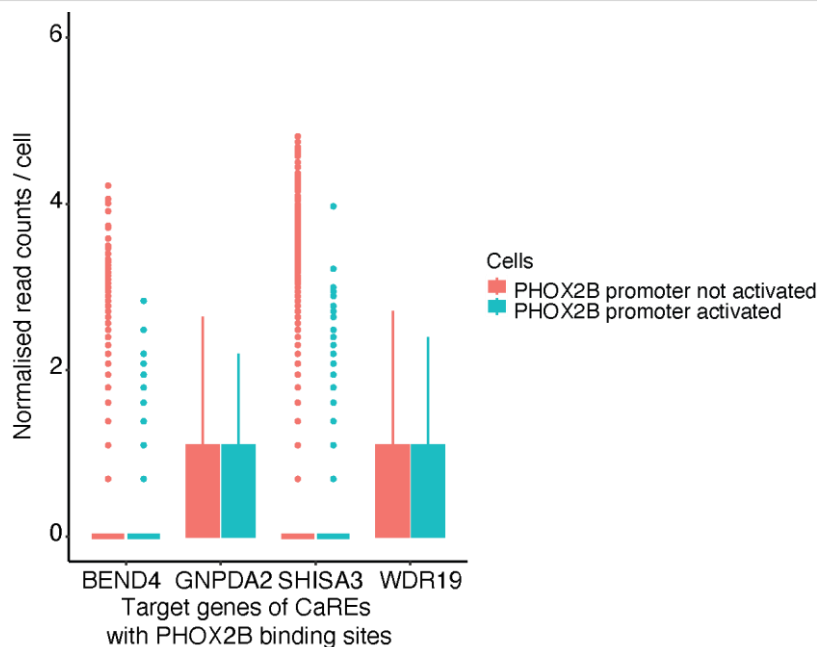 Normalised read counts / cell
6
4
2
0
BEND4 GNPDA2 SHISA3 WDR19
Target genes of CaREs
with PHOX2B binding sites
Cells
PHOX2B promoter not activated
PHOX2B promoter activated